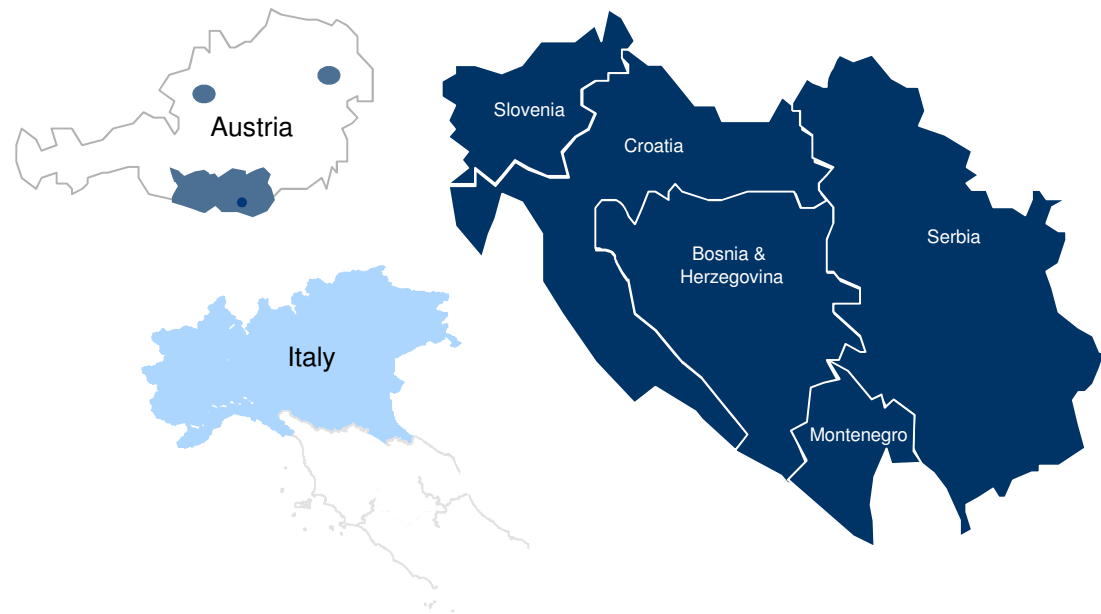 Austria
Slovenia
Croatia
Serbia
Bosnia &
Herzegovina
Italy
Montenegro